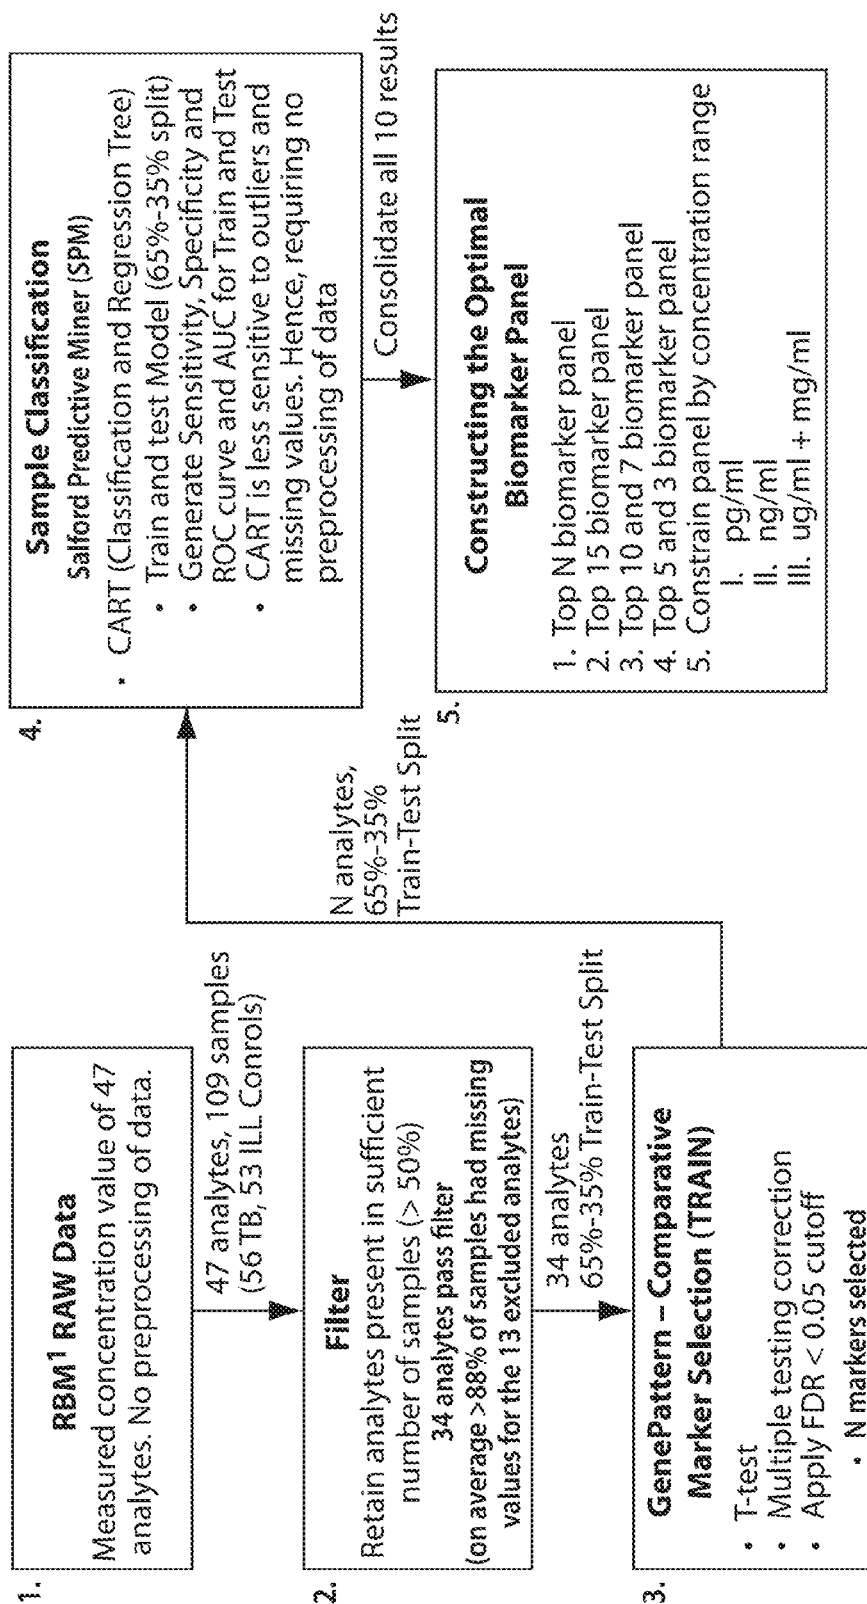 1.
RBM1 RAW Data
Measured concentration value of 47
analytes. No preprocessing of data.
47 analytes, 109 samples
(56 TB, 53 ILL Conrols)
2.
Filter
Retain analytes present in sufficient
number of samples (> 50%)
34 analytes pass filter
(on average >88% of samples had missing
values for the 13 excluded analytes)
34 analytes
65%-35% Train-Test Split
3.
GenePattern – Comparative
Marker Selection (TRAIN)
• T-test
• Multiple testing correction
• Apply FDR < 0.05 cutoff
• N markers selected
N analytes,
65%-35%
Train-Test Split
4.
Sample Classification
Salford Predictive Miner (SPM)
• CART (Classification and Regression Tree)
• Train and test Model (65%-35% split)
• Generate Sensitivity, Specificity and
ROC curve and AUC for Train and Test
• CART is less sensitive to outliers and
missing values. Hence, requiring no
preprocessing of data
Consolidate all 10 results
5.
Constructing the Optimal
Biomarker Panel
1. Top N biomarker panel
2. Top 15 biomarker panel
3. Top 10 and 7 biomarker panel
4. Top 5 and 3 biomarker panel
5. Constrain panel by concentration range
I. pg/ml
II. ng/ml
III. ug/ml + mg/ml